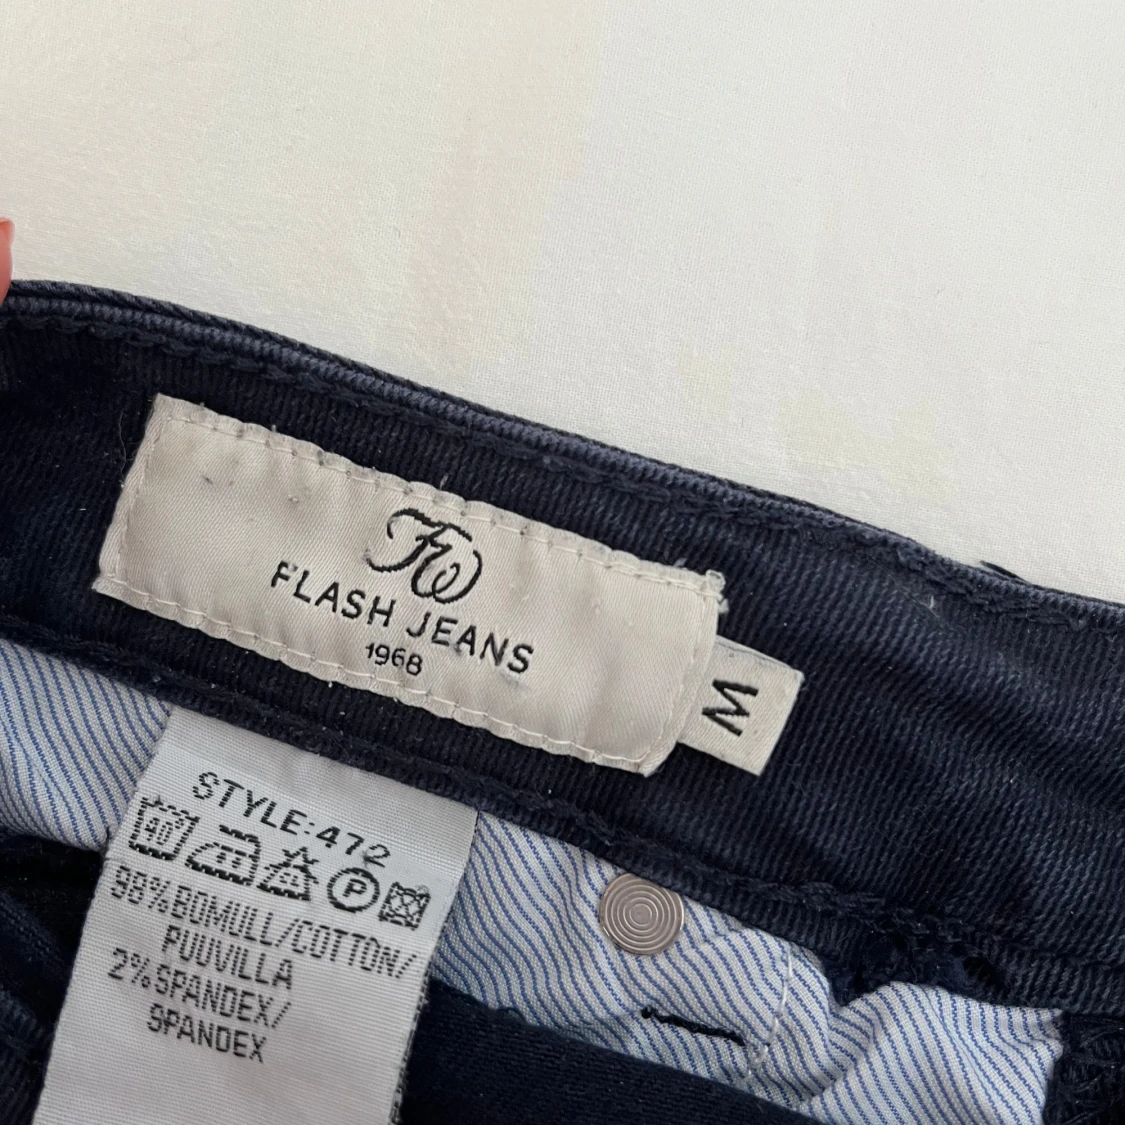 FW
FLASH JEANS
1968
M
STYLE:472
40°
P
98%BOMULL/COTTON/
PUUVILLA
2%SPANDEX/
SPANDEX